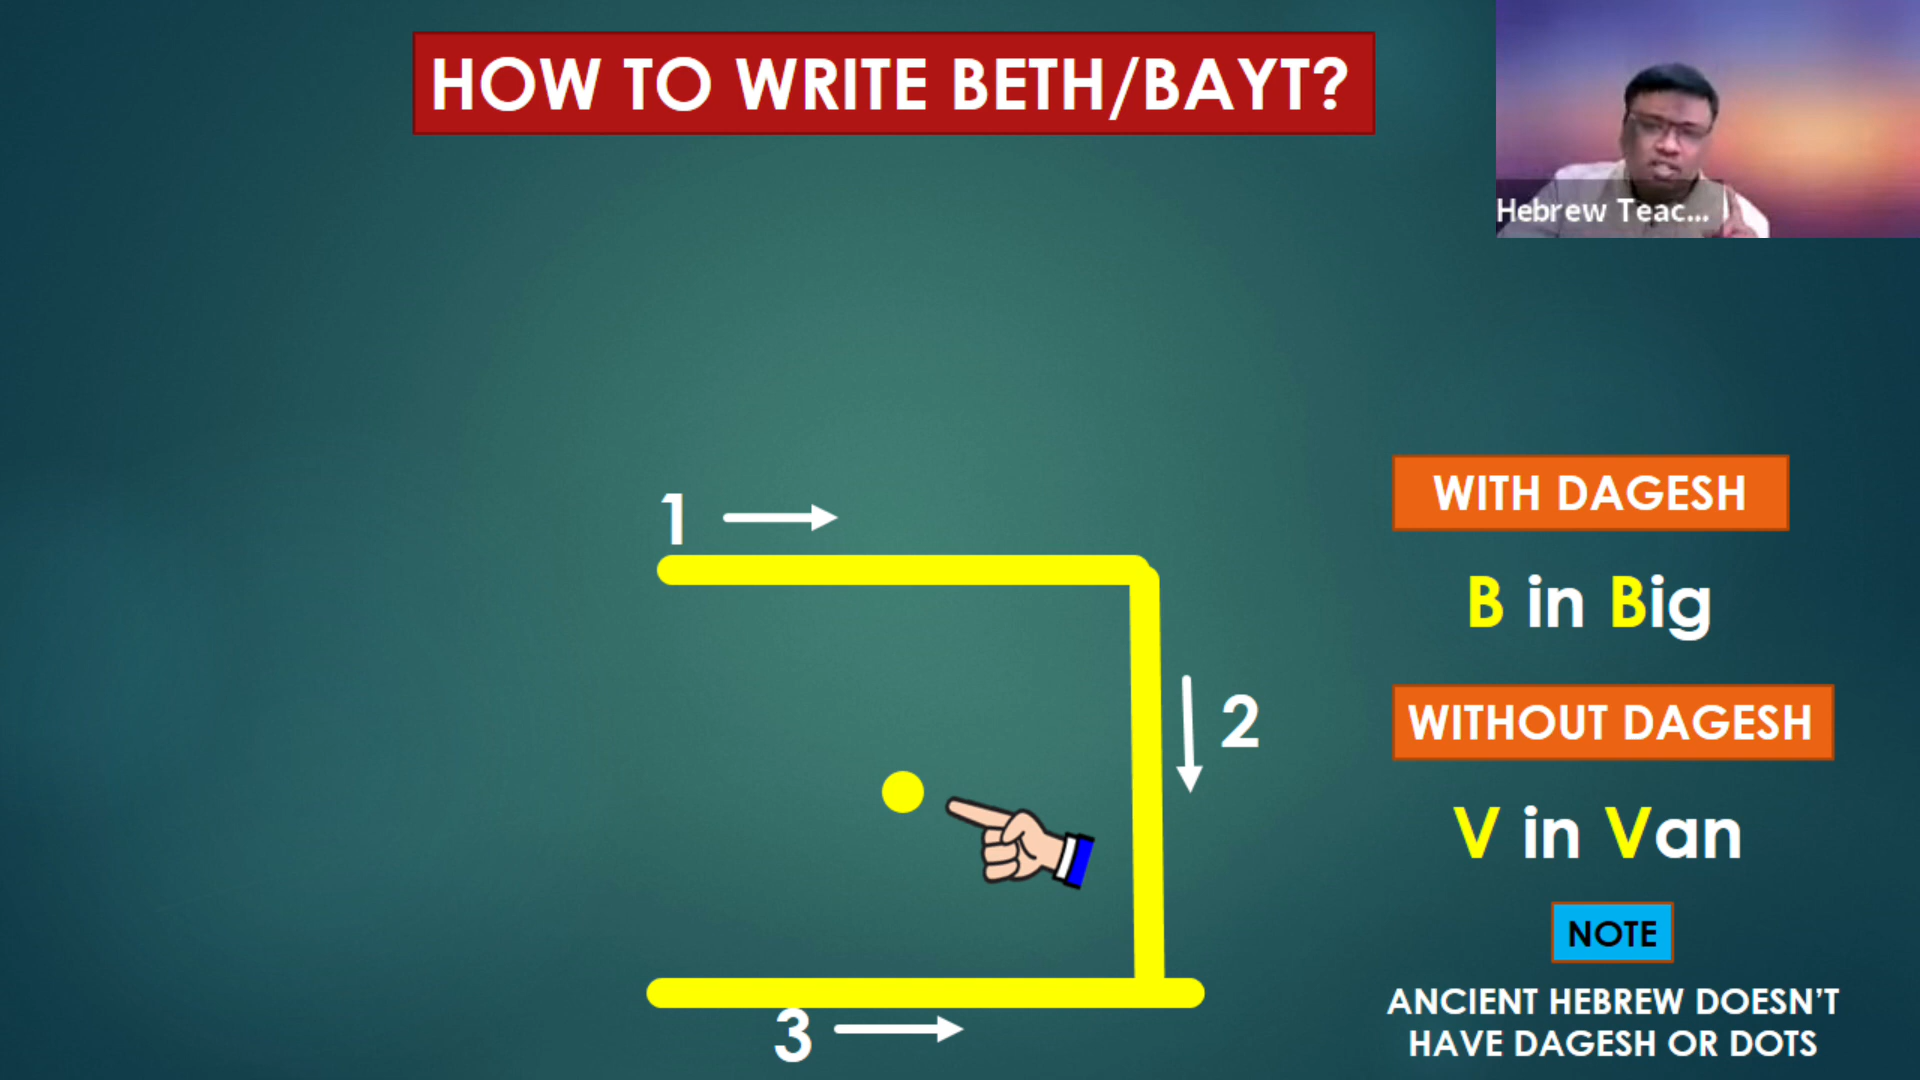 HOW TO WRITE BETH/BAYT?
Hebrew Teac...
1
2
3
WITH DAGESH
B in Big
WITHOUT DAGESH
V in Van
NOTE
ANCIENT HEBREW DOESN'T
HAVE DAGESH OR DOTS